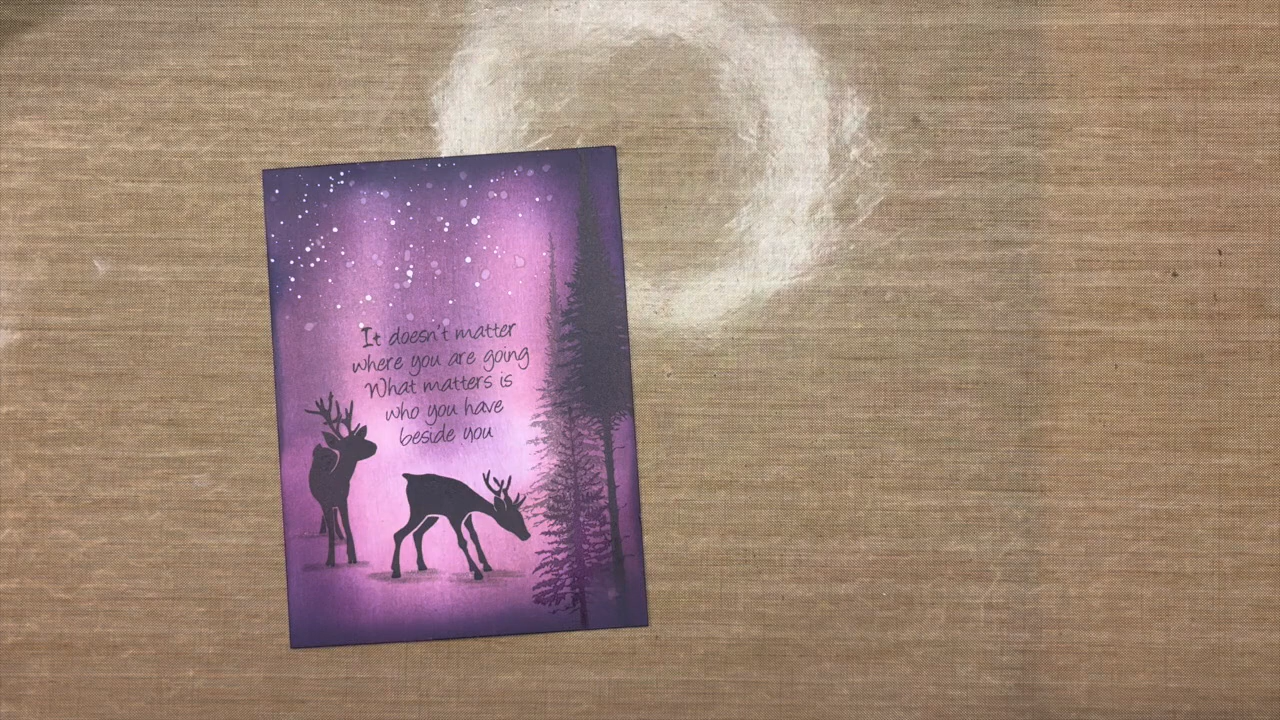 It doesn't matter
where you are going
What matters is
who you have
beside you